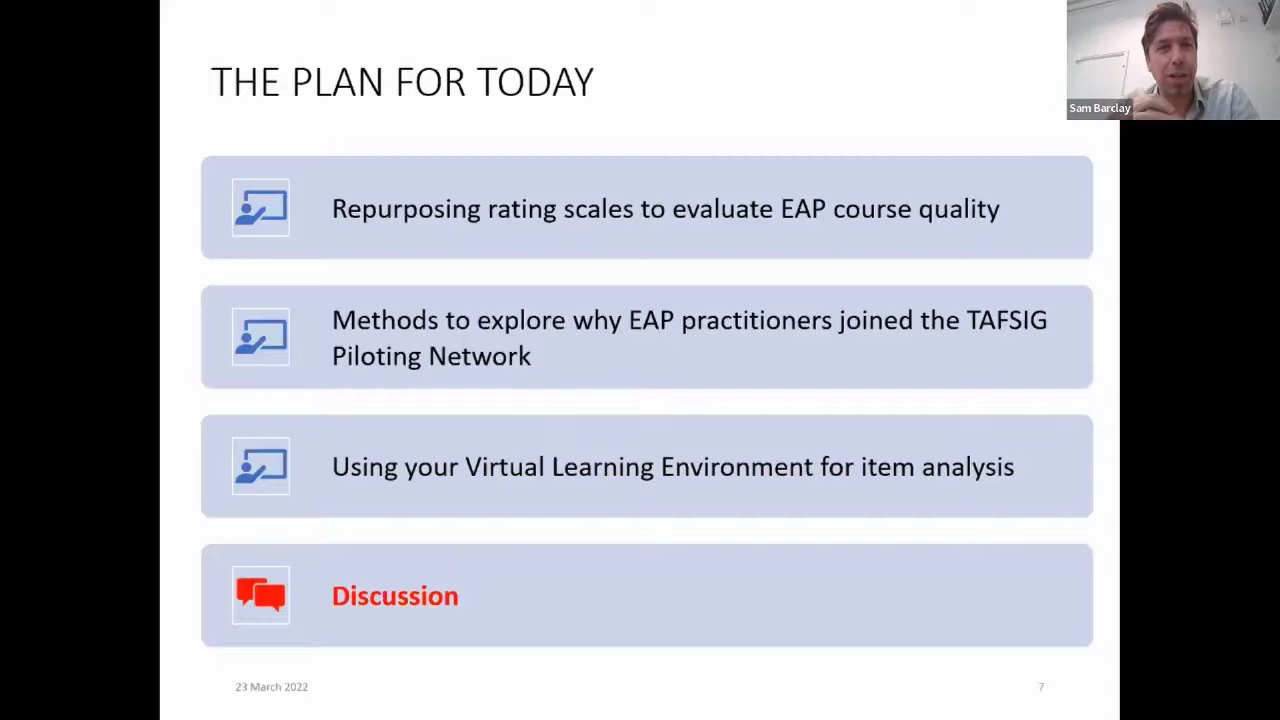 THE PLAN FOR TODAY
Sam Barclay
Repurposing rating scales to evaluate EAP course quality
Methods to explore why EAP practitioners joined the TAFSIG
Piloting Network
Using your Virtual Learning Environment for item analysis
Discussion
23 March 2022
7